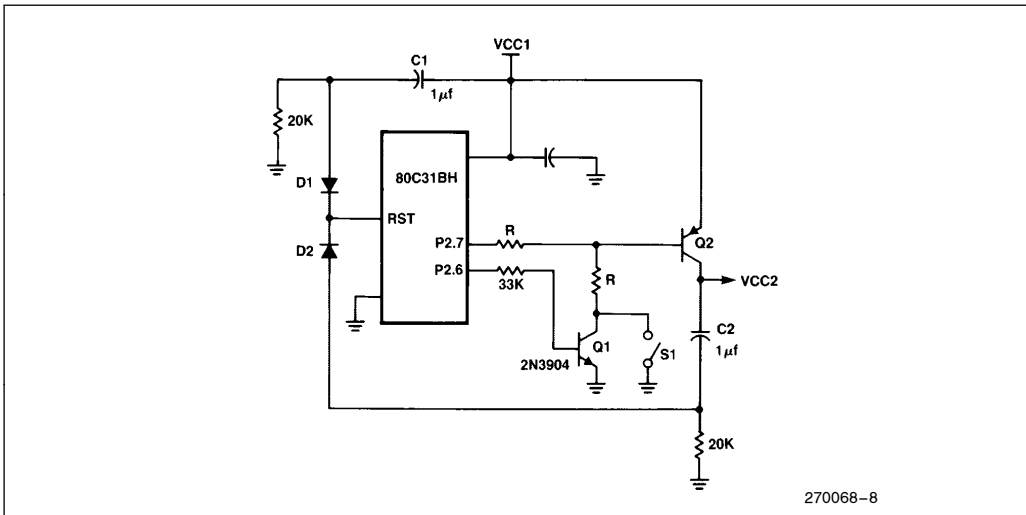 VCC1
C1
1μf
20K
80C31BH
D1
RST
D2
P2.7
R
Q2
P2.6
33K
R
VCC2
C2
1μf
Q1
S1
2N3904
20K
270068–8